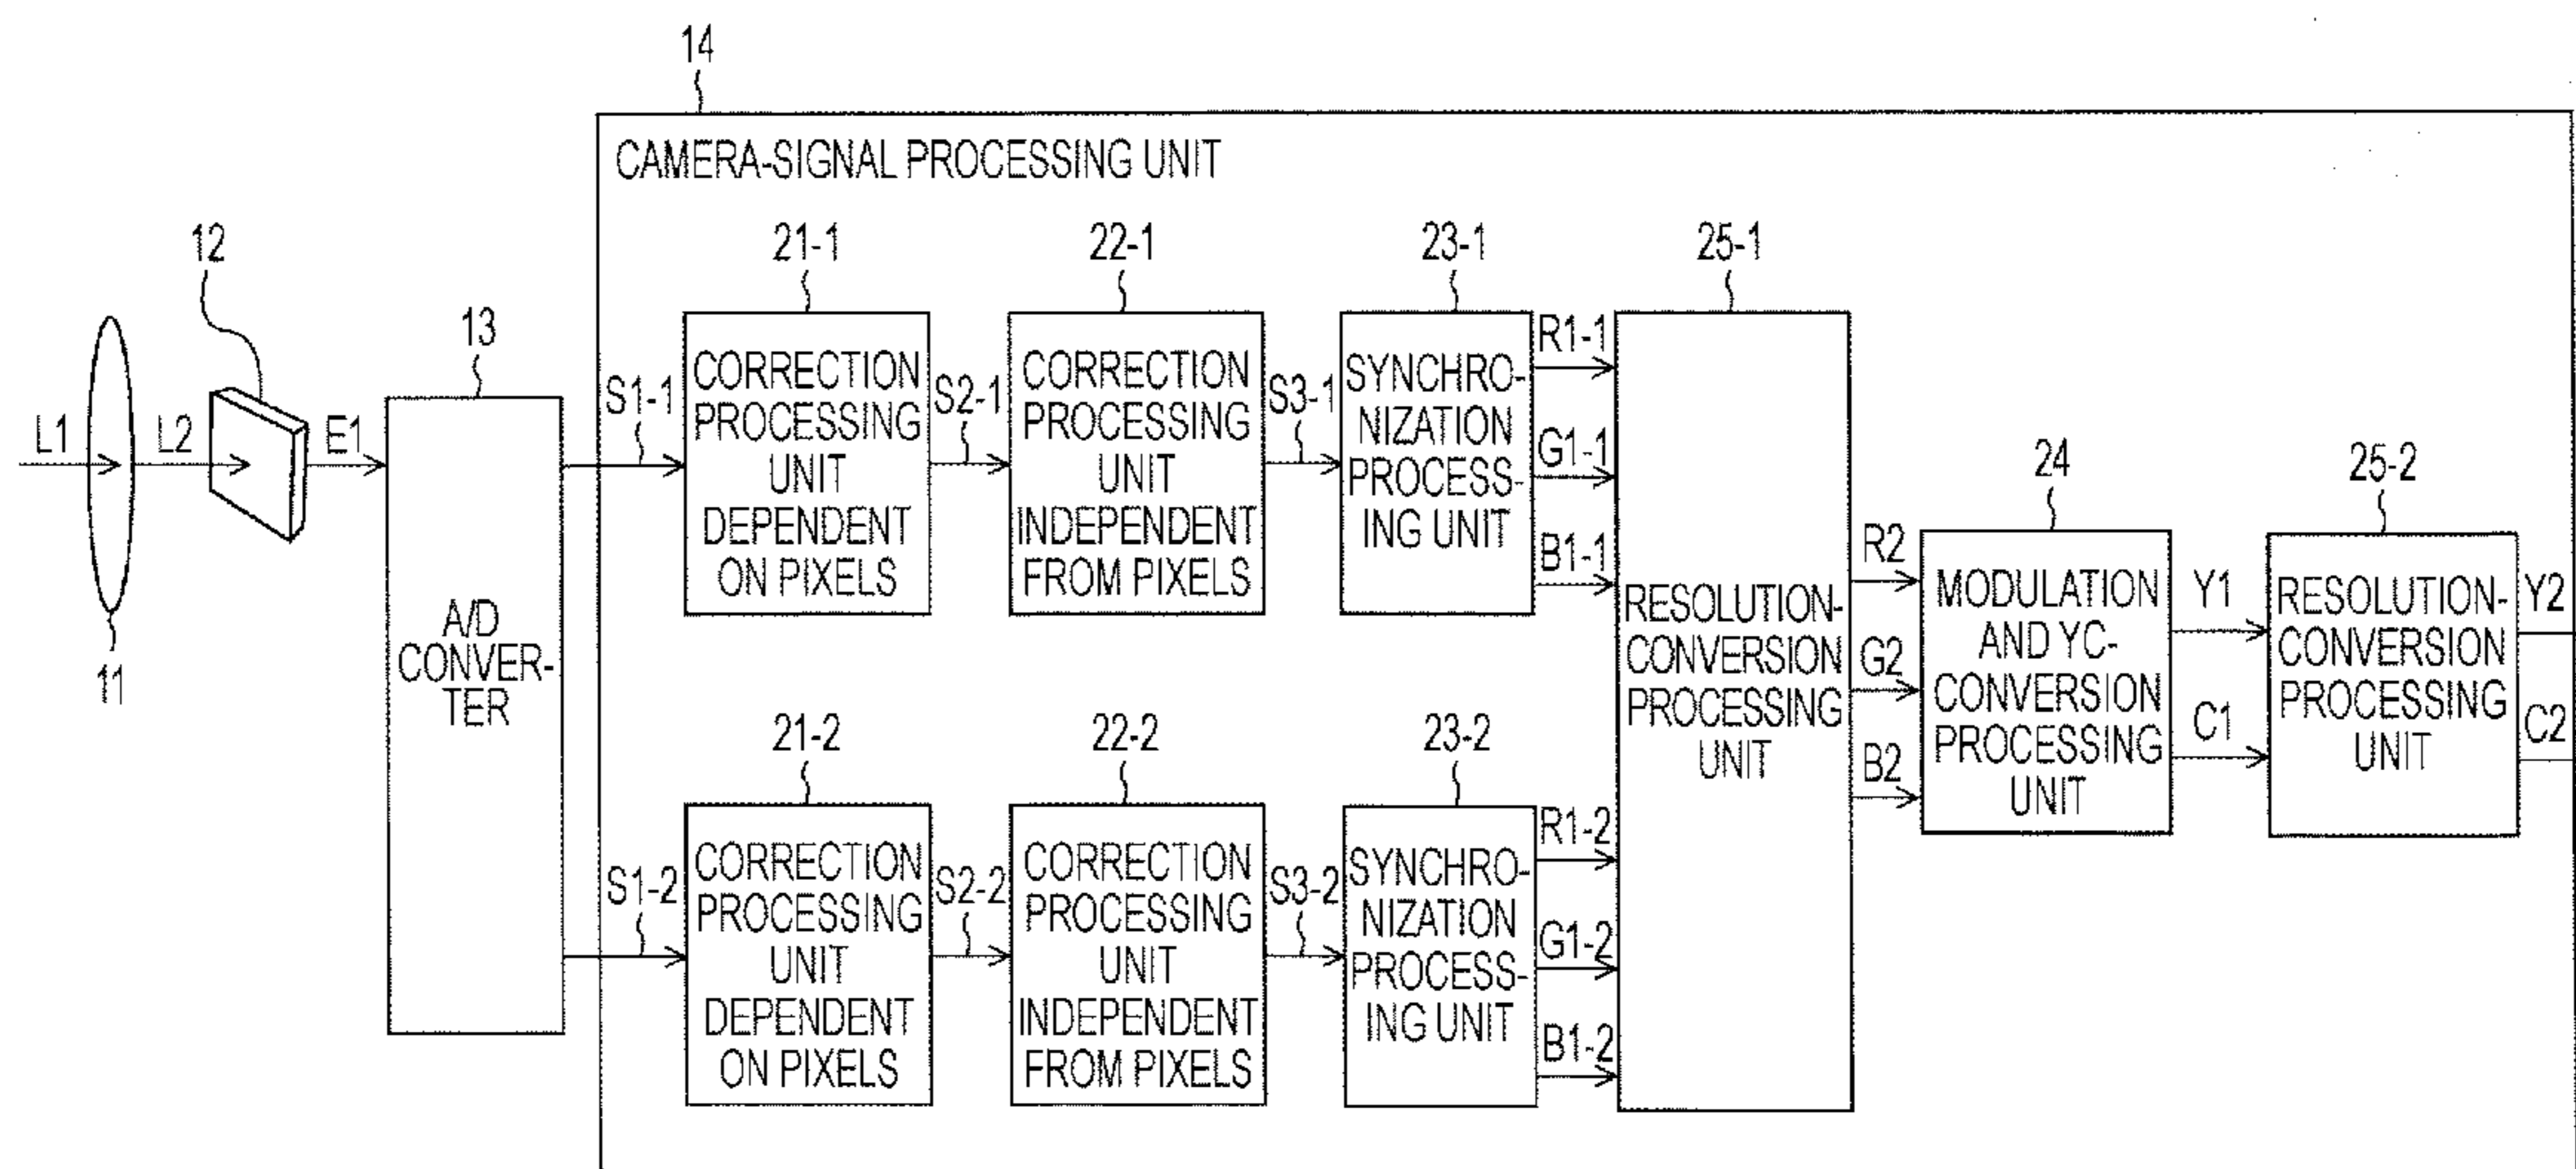 14
CAMERA-SIGNAL PROCESSING UNIT
12
L1
L2
E1
11
13
A/D
CONVER-
TER
S1-1
21-1
CORRECTION
PROCESSING
UNIT
DEPENDENT
ON PIXELS
S2-1
22-1
CORRECTION
PROCESSING
UNIT
INDEPENDENT
FROM PIXELS
S3-1
23-1
SYNCHRO-
NIZATION
PROCESS-
ING UNIT
R1-1
G1-1
B1-1
S1-2
21-2
CORRECTION
PROCESSING
UNIT
DEPENDENT
ON PIXELS
S2-2
22-2
CORRECTION
PROCESSING
UNIT
INDEPENDENT
FROM PIXELS
S3-2
23-2
SYNCHRO-
NIZATION
PROCESS-
ING UNIT
R1-2
G1-2
B1-2
25-1
RESOLUTION-
CONVERSION
PROCESSING
UNIT
R2
G2
B2
24
MODULATION
AND YC-
CONVERSION
PROCESSING
UNIT
Y1
C1
25-2
RESOLUTION-
CONVERSION
PROCESSING
UNIT
Y2
C2